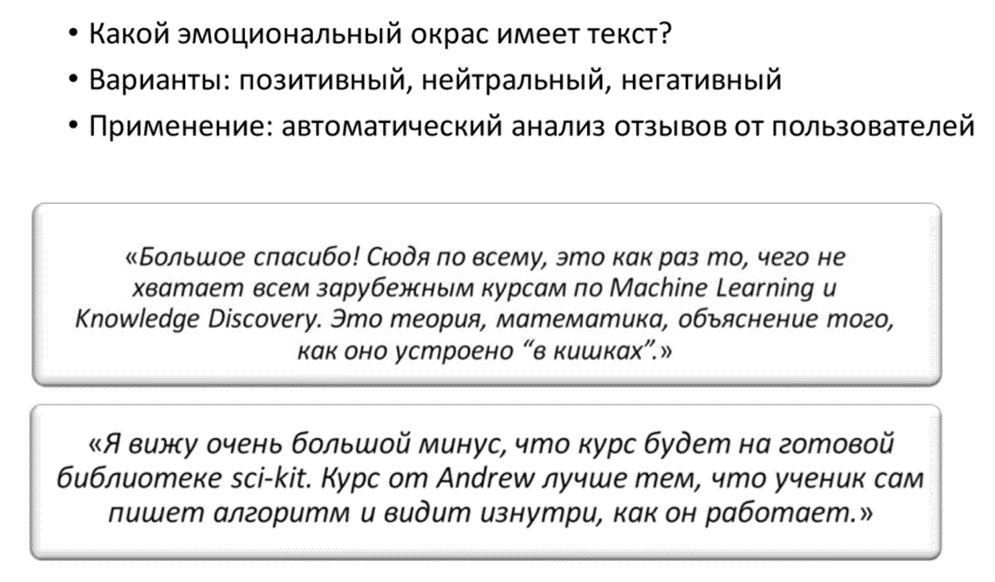 • Какой эмоциональный окрас имеет текст?
• Варианты: позитивный, нейтральный, негативный
• Применение: автоматический анализ отзывов от пользователей
«Большое спасибо! Сюдя по всему, это как раз то, чего не
хватает всем зарубежным курсам по Machine Learning и
Knowledge Discovery. Это теория, математика, объяснение того,
как оно устроено “в кишках”.»
«Я вижу очень большой минус, что курс будет на готовой
библиотеке sci-kit. Курс от Andrew лучше тем, что ученик сам
пишет алгоритм и видит изнутри, как он работает.»